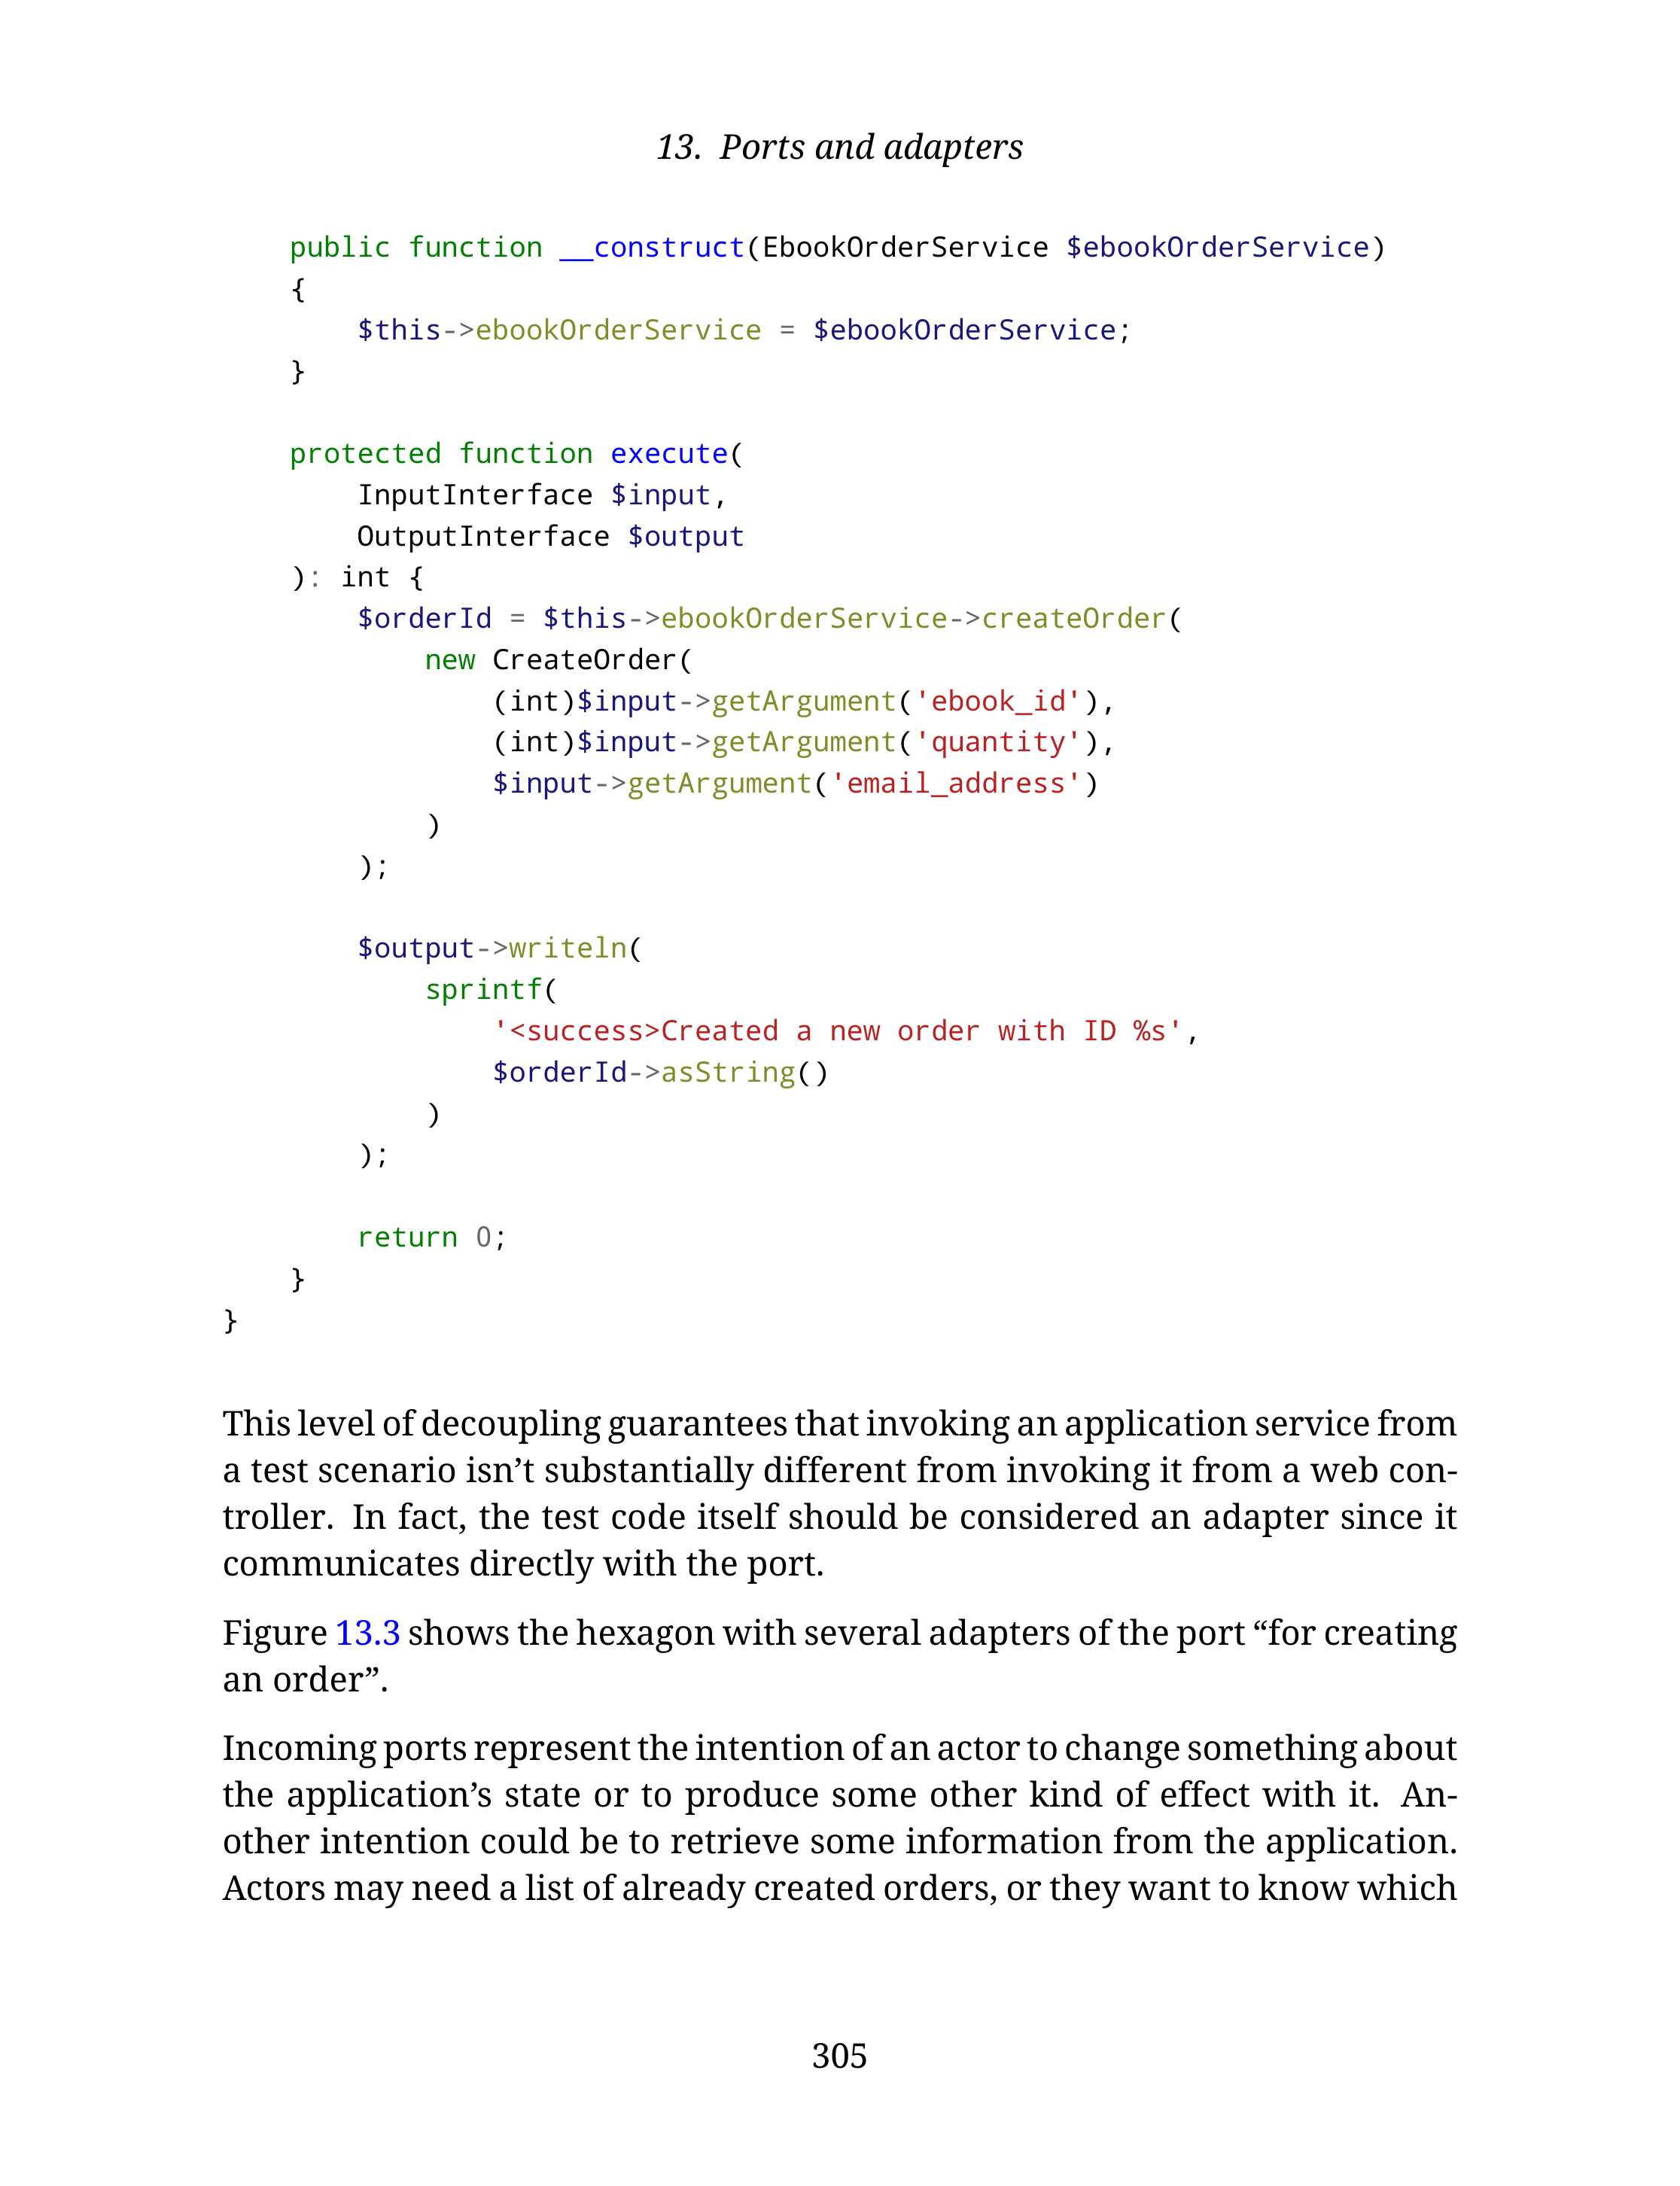 13. Ports and adapters
    public function __construct(EbookOrderService $ebookOrderService)
    {
        $this->ebookOrderService = $ebookOrderService;
    }

    protected function execute(
        InputInterface $input,
        OutputInterface $output
    ): int {
        $orderId = $this->ebookOrderService->createOrder(
            new CreateOrder(
                (int)$input->getArgument('ebook_id'),
                (int)$input->getArgument('quantity'),
                $input->getArgument('email_address')
            )
        );

        $output->writeln(
            sprintf(
                '<success>Created a new order with ID %s',
                $orderId->asString()
            )
        );

        return 0;
    }
}
This level of decoupling guarantees that invoking an application service from
a test scenario isn’t substantially different from invoking it from a web con-
troller. In fact, the test code itself should be considered an adapter since it
communicates directly with the port.
Figure 13.3 shows the hexagon with several adapters of the port “for creating
an order”.
Incoming ports represent the intention of an actor to change something about
the application’s state or to produce some other kind of effect with it. An-
other intention could be to retrieve some information from the application.
Actors may need a list of already created orders, or they want to know which
305